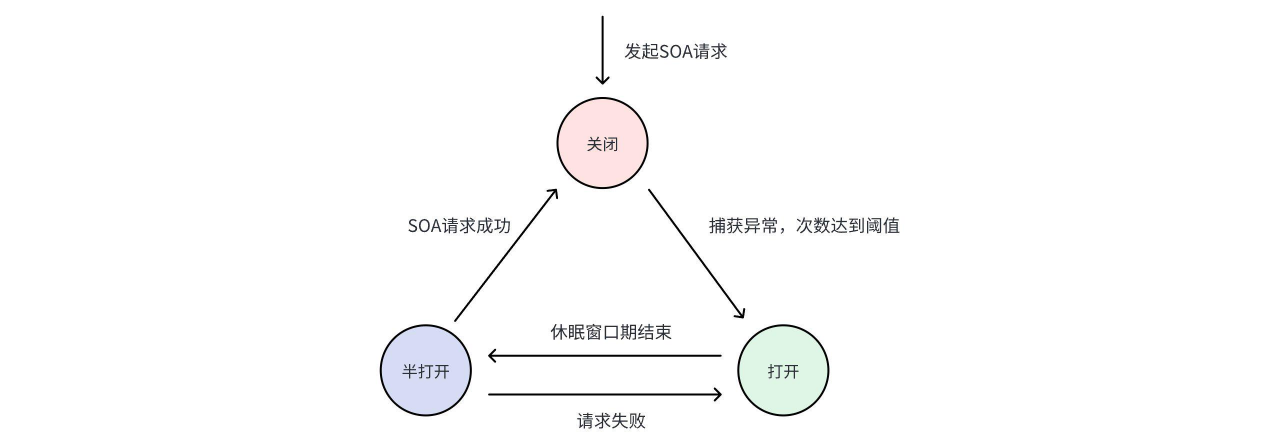 发起SOA请求
关闭
SOA请求成功
捕获异常，次数达到阈值
休眠窗口期结束
半打开
打开
请求失败